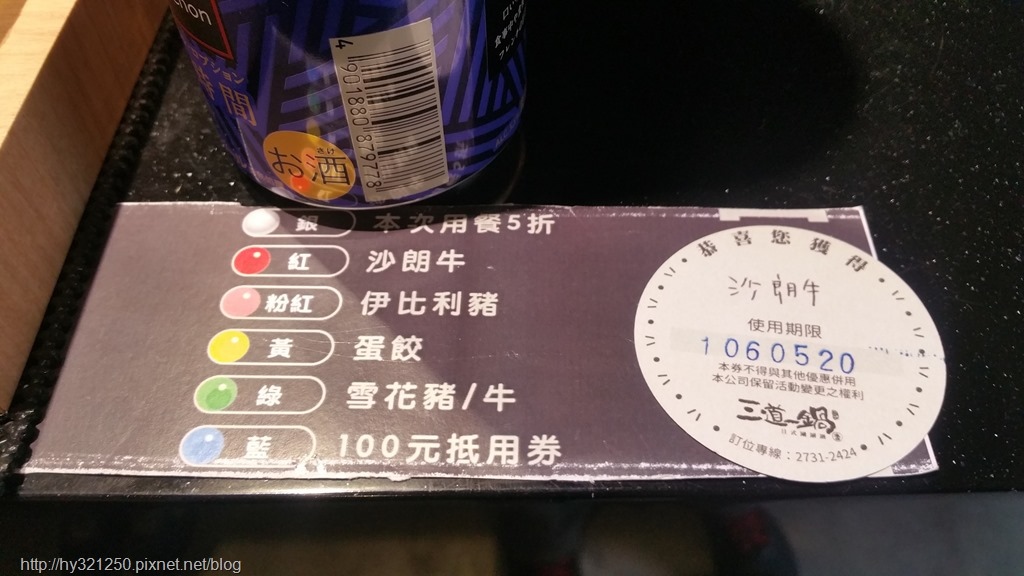 non
間
お酒
さけ
4 901880 879778
銀 本次用餐5折
紅 沙朗牛
粉紅 伊比利豬
黃 蛋餃
綠 雪花豬/牛
藍 100元抵用券
恭喜您獲得
沙朗牛
使用期限
1060520
本券不得與其他優惠併用
本公司保留活動變更之權利
三道一鍋
訂位專線：2731-2424
http://hy321250.pixnet.net/blog